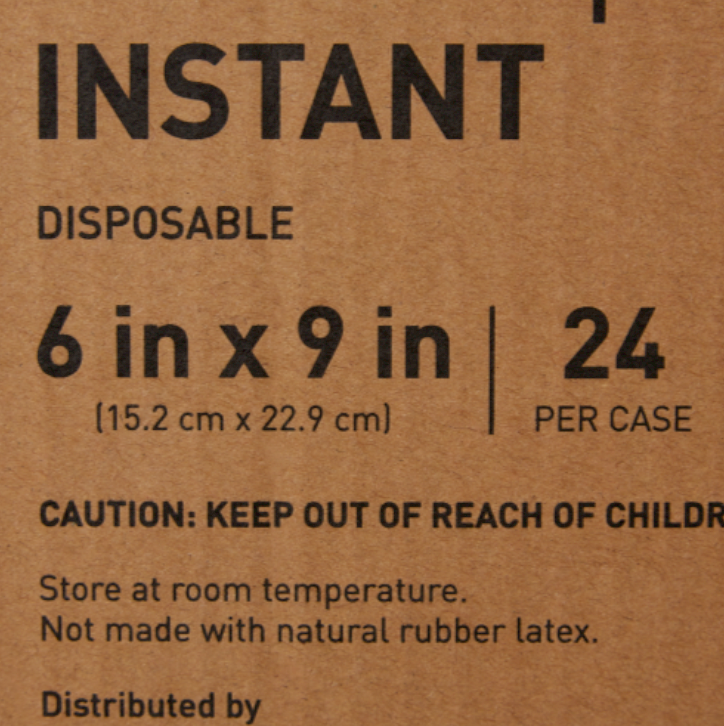 INSTANT
DISPOSABLE
6 in x 9 in | 24
(15.2 cm x 22.9 cm) PER CASE
CAUTION: KEEP OUT OF REACH OF CHILDR
Store at room temperature.
Not made with natural rubber latex.
Distributed by